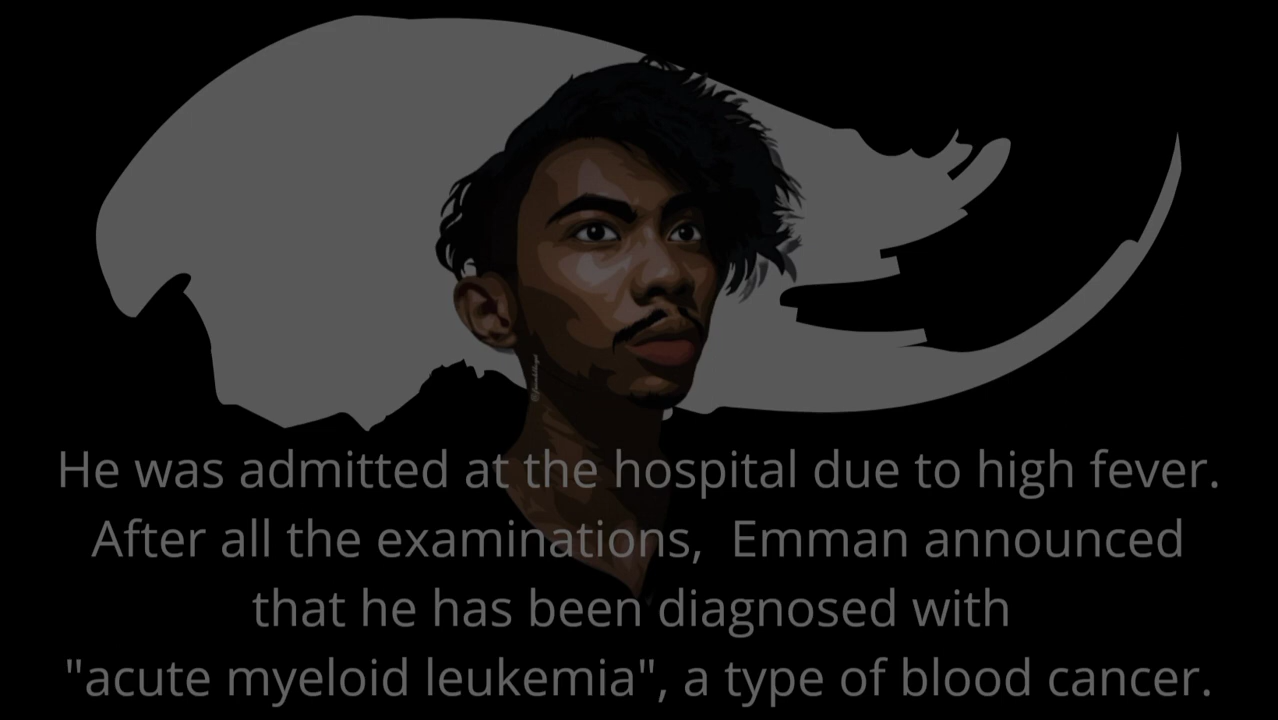 He was admitted at the hospital due to high fever.
After all the examinations,  Emman announced
that he has been diagnosed with
"acute myeloid leukemia", a type of blood cancer.